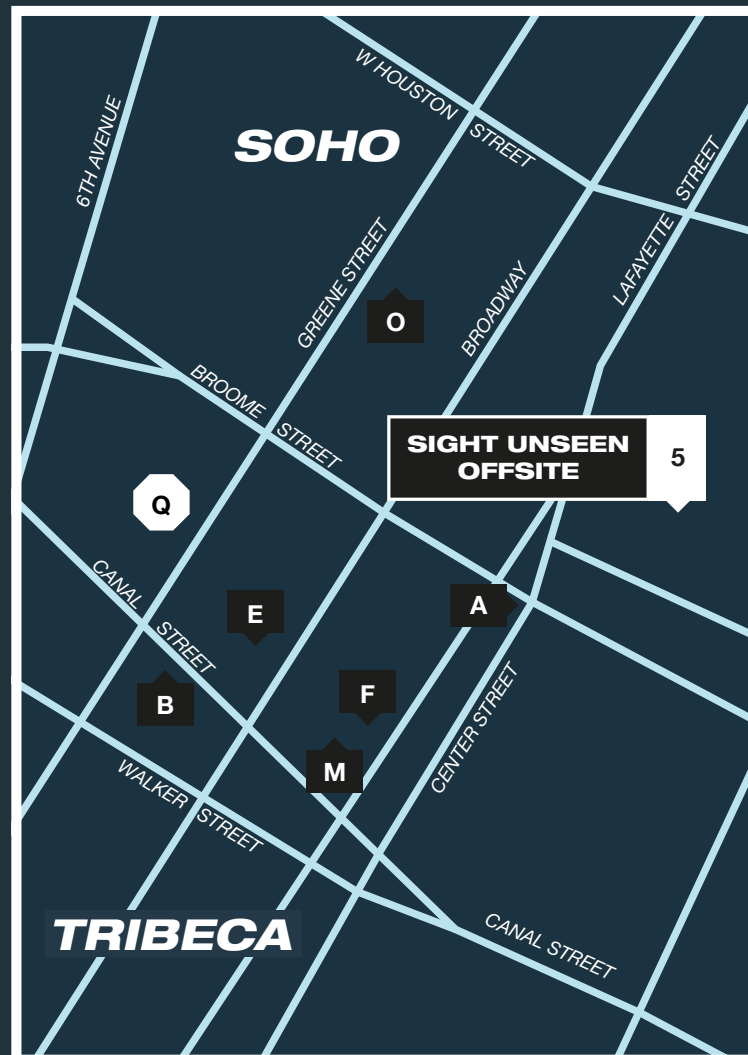 W HOUSTON STREET
6TH AVENUE
SOHO
LAFAYETTE STREET
GREENE STREET
BROADWAY
O
BROOME STREET
SIGHT UNSEEN
OFFSITE
5
Q
CANAL STREET
E
A
B
F
CENTER STREET
M
WALKER STREET
TRIBECA
CANAL STREET